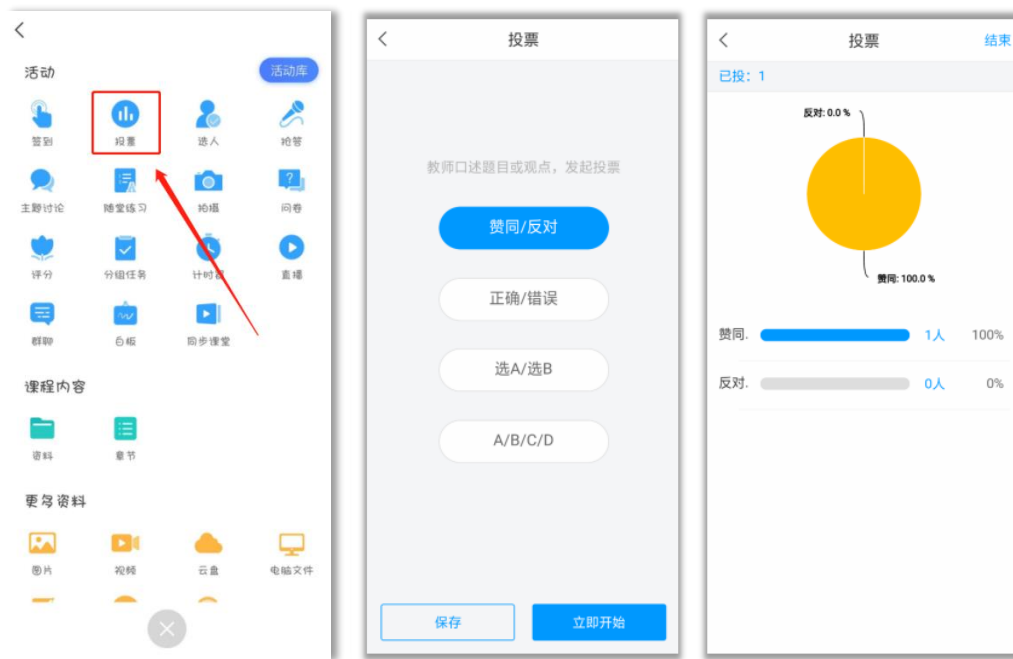 活动
活动库
签到
投票
选人
抢答
主题讨论
随堂练习
拍摄
问卷
评分
分组任务
计时器
直播
群聊
白板
同步课堂
课程内容
资料
章节
更多资料
图片
视频
云盘
电脑文件
投票
教师口述题目或观点，发起投票
赞同/反对
正确/错误
选A/选B
A/B/C/D
保存
立即开始
投票
结束
已投：1
反对: 0.0 %
赞同: 100.0 %
赞同. 1人 100%
反对. 0人 0%